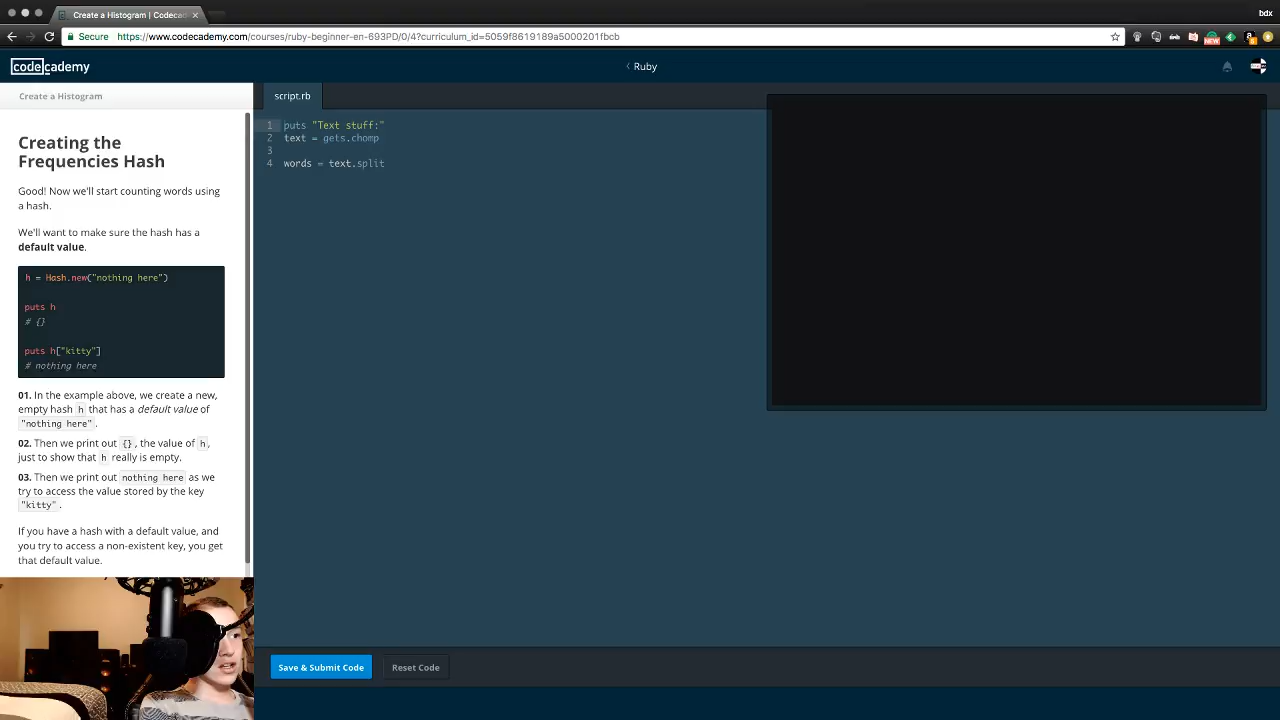 Create a Histogram | Codecad
bdx
Secure
https://www.codecademy.com/courses/ruby-beginner-en-693PD/0/4?curriculum_id=5059f8619189a5000201fbcb
NEW
codecademy
Ruby
Create a Histogram
script.rb
Creating the
Frequencies Hash
Good! Now we'll start counting words using
a hash.
We'll want to make sure the hash has a
default value.
h = Hash.new("nothing here")
puts h
# {}
puts h["kitty"]
# nothing here
01. In the example above, we create a new,
empty hash h that has a default value of
"nothing here".
02. Then we print out {}, the value of h,
just to show that h really is empty.
03. Then we print out nothing here as we
try to access the value stored by the key
"kitty".
If you have a hash with a default value, and
you try to access a non-existent key, you get
that default value.
1 puts "Text stuff:"
2 text = gets.chomp
3
4 words = text.split
Save & Submit Code
Reset Code